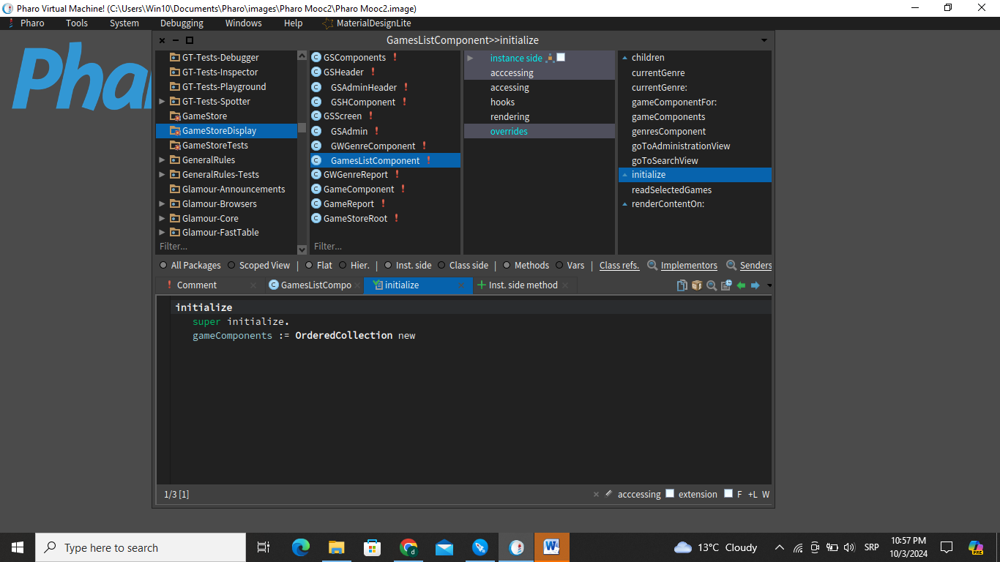 Pharo Virtual Machine! (C:\Users\Win10\Documents\Pharo\images\Pharo Mooc2\Pharo Mooc2.image)
Pharo Tools System Debugging Windows Help MaterialDesignLite
GamesListComponent>>initialize
GT-Tests-Debugger
GT-Tests-Inspector
GT-Tests-Playground
GT-Tests-Spotter
GameStore
GameStoreDisplay
GameStoreTests
GeneralRules
GeneralRules-Tests
Glamour-Announcements
Glamour-Browsers
Glamour-Core
Glamour-FastTable
Filter...
GSComponents
GSHeader
GSAdminHeader
GSHComponent
GSScreen
GSAdmin
GWGenreComponent
GamesListComponent
GWGenreReport
GameComponent
GameReport
GameStoreRoot
Filter...
instance side
acccessing
accessing
hooks
rendering
overrides
children
currentGenre
currentGenre:
gameComponentFor:
gameComponents
genresComponent
goToAdministrationView
goToSearchView
initialize
readSelectedGames
renderContentOn:
All Packages Scoped View | Flat Hier. | Inst. side Class side | Methods Vars Class refs. Implementors Senders
Comment GamesListCompo initialize Inst. side method
initialize
super initialize.
gameComponents := OrderedCollection new
1/3 [1] acccessing extension F +L W
Type here to search
13°C Cloudy
SRP
10:57 PM
10/3/2024